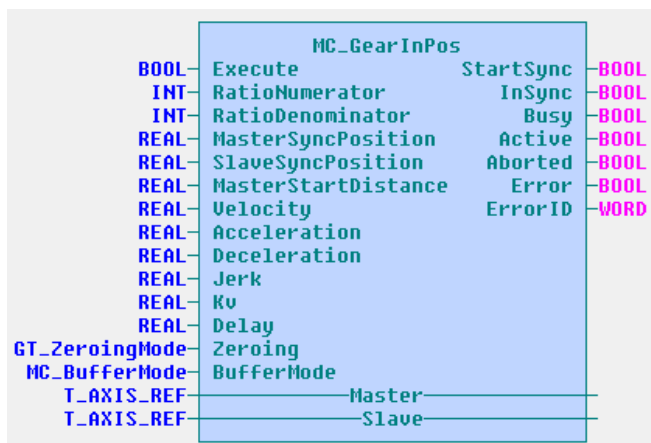 MC_GearInPos
BOOL Execute StartSync BOOL
INT RatioNumerator InSync BOOL
INT RatioDenominator Busy BOOL
REAL MasterSyncPosition Active BOOL
REAL SlaveSyncPosition Aborted BOOL
REAL MasterStartDistance Error BOOL
REAL Velocity ErrorID WORD
REAL Acceleration
REAL Deceleration
REAL Jerk
REAL Kv
REAL Delay
GT_ZeroingMode Zeroing
MC_BufferMode BufferMode
T_AXIS_REF Master
T_AXIS_REF Slave